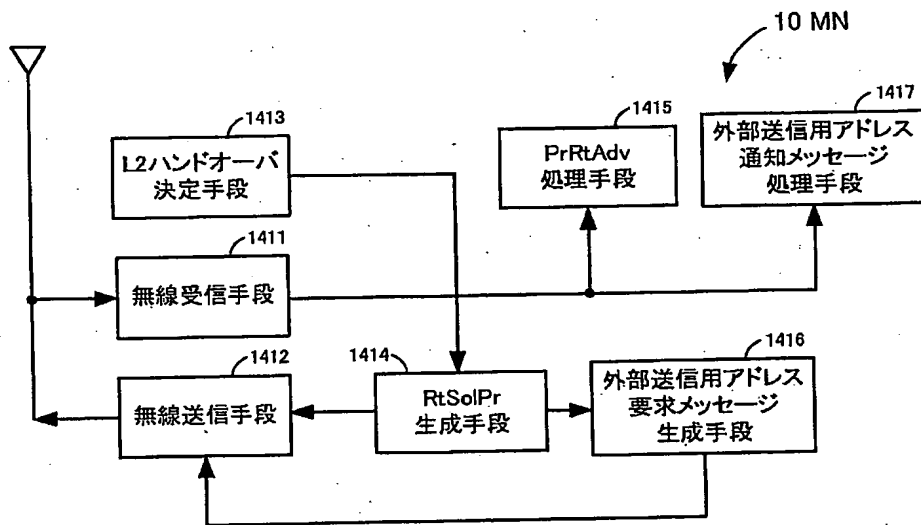 10 MN
1413
L2ハンドオーバ
決定手段
1415
PrRtAdv
処理手段
1417
外部送信用アドレス
通知メッセージ
処理手段
1411
無線受信手段
1412
無線送信手段
1414
RtSolPr
生成手段
1416
外部送信用アドレス
要求メッセージ
生成手段